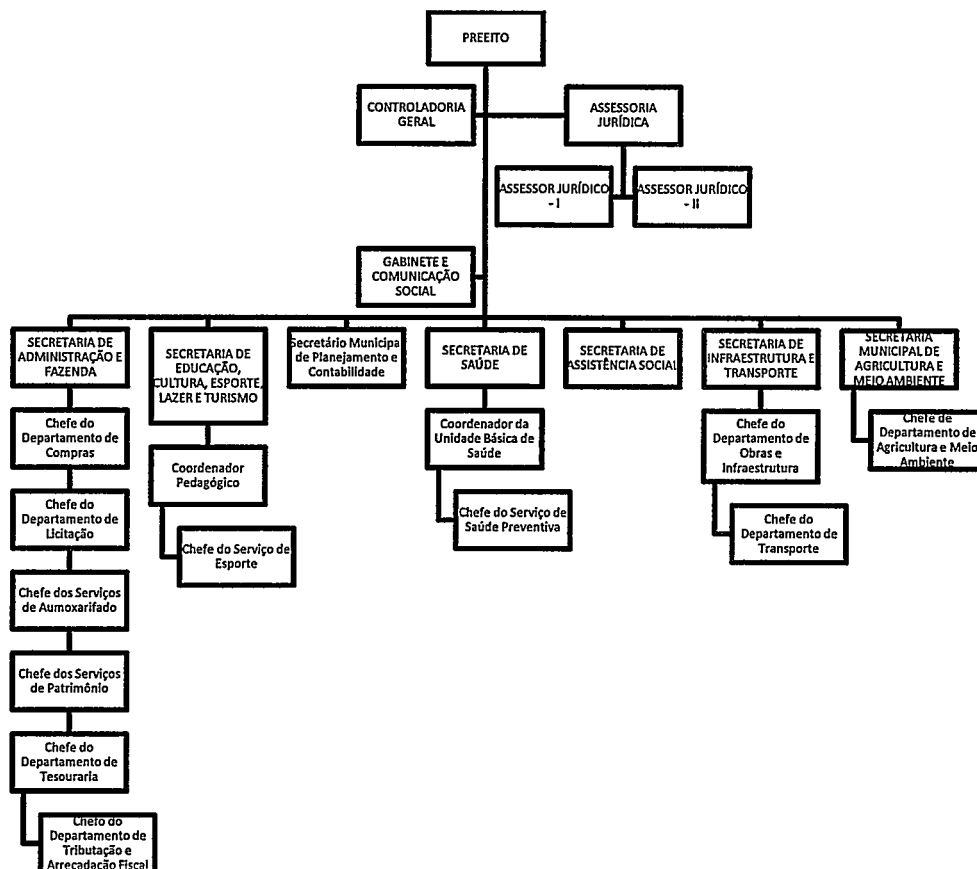 PREEITO
CONTROLADORIA
GERAL
ASSESSORIA
JURÍDICA
ASSESSOR JURÍDICO
- I
ASSESSOR JURÍDICO
- II
GABINETE E
COMUNICAÇÃO
SOCIAL
SECRETARIA DE
ADMINISTRAÇÃO E
FAZENDA
SECRETARIA DE
EDUCAÇÃO,
CULTURA, ESPORTE,
LAZER E TURISMO
Secretário Municipa
de Planejamento e
Contabilidade
SECRETARIA DE
SAÚDE
SECRETARIA DE
ASSISTÊNCIA SOCIAL
SECRETARIA DE
INFRAESTRUTURA E
TRANSPORTE
SECRETARIA
MUNICIPAL DE
AGRICULTURA E
MEIO AMBIENTE
Chefe do
Departamento de
Compras
Chefe do
Departamento de
Licitação
Chefe dos Serviços
de Aumoxarifado
Chefe dos Serviços
de Patrimônio
Chefe do
Departamento de
Tesouraria
Chefo do
Departamento de
Tributação e
Arrecadação Fiscal
Coordenador
Pedagógico
Chefe do Serviço de
Esporte
Coordenador da
Unidade Básica de
Saúde
Chefe do Serviço de
Saúde Preventiva
Chefe do
Departamento de
Obras e
Infraestrutura
Chefe do
Departamento de
Transporte
Chefe de
Departamento de
Agricultura e Meio
Ambiente